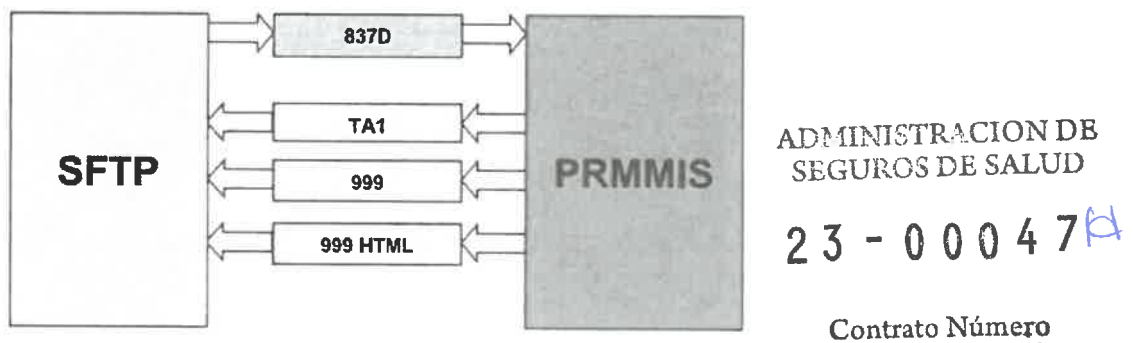 837D
TA1
SFTP
999
PRMMIS
999 HTML
ADMINISTRACION DE
SEGUROS DE SALUD
23-00047
Contrato Número